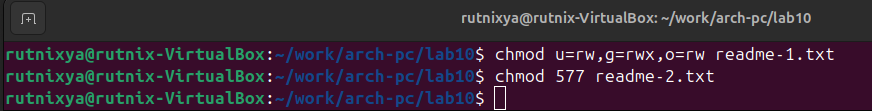 rutnixya@rutnix-VirtualBox: ~/work/arch-pc/lab10
rutnixya@rutnix-VirtualBox:~/work/arch-pc/lab10$ chmod u=rw,g=rwx,o=rw readme-1.txt
rutnixya@rutnix-VirtualBox:~/work/arch-pc/lab10$ chmod 577 readme-2.txt
rutnixya@rutnix-VirtualBox:~/work/arch-pc/lab10$